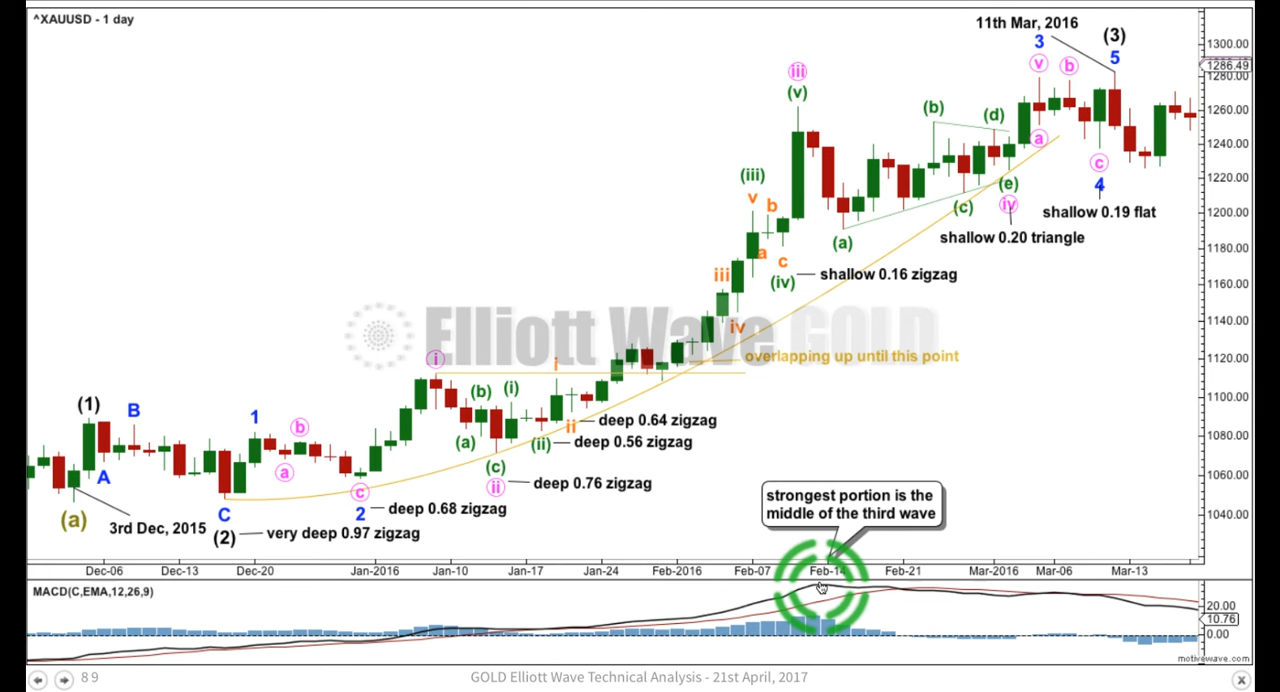 ^XAUUSD - 1 day
11th Mar, 2016
3
(3)
5
v
b
a
c
4
shallow 0.19 flat
1300.00
1286.49
1280.00
1260.00
1240.00
1220.00
1200.00
1180.00
1160.00
1140.00
1120.00
1100.00
1080.00
1060.00
1040.00
iii
(v)
(b)
(d)
(a)
(c)
(e)
iv
shallow 0.20 triangle
(iii)
v
b
a
c
(iv)
shallow 0.16 zigzag
iii
iv
Elliott Wave GOLD
overlapping up until this point
i
i
(b)
(i)
ii
deep 0.64 zigzag
(a)
(ii)
deep 0.56 zigzag
(c)
ii
deep 0.76 zigzag
(1)
B
1
b
A
a
c
2
deep 0.68 zigzag
(a)
3rd Dec, 2015
C
(2)
very deep 0.97 zigzag
strongest portion is the
middle of the third wave
Dec-06
Dec-13
Dec-20
Jan-2016
Jan-10
Jan-17
Jan-24
Feb-2016
Feb-07
Feb-14
Feb-21
Mar-2016
Mar-06
Mar-13
MACD(C,EMA,12,26,9)
20.00
10.76
0.00
motivewave.com
89
GOLD Elliott Wave Technical Analysis - 21st April, 2017
x